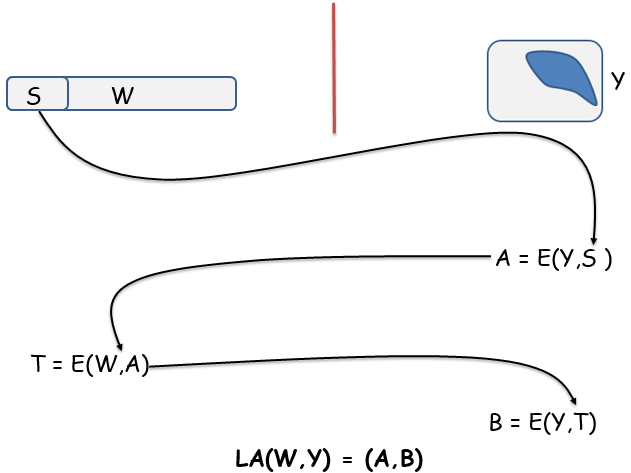 S W
Y
A = E(Y,S )
T = E(W,A)
B = E(Y,T)
LA(W,Y) = (A,B)